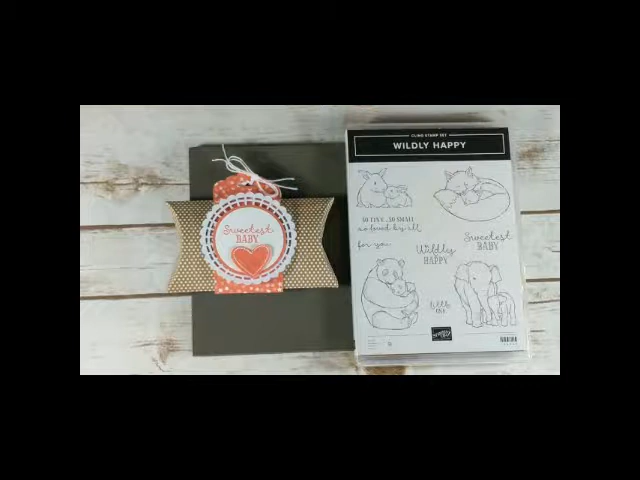 CLING STAMP SET
WILDLY HAPPY
SO TINY...SO SMALL
so loved by all
for you
Wildly
HAPPY
Sweetest
BABY
little
ONE
Sweetest
BABY